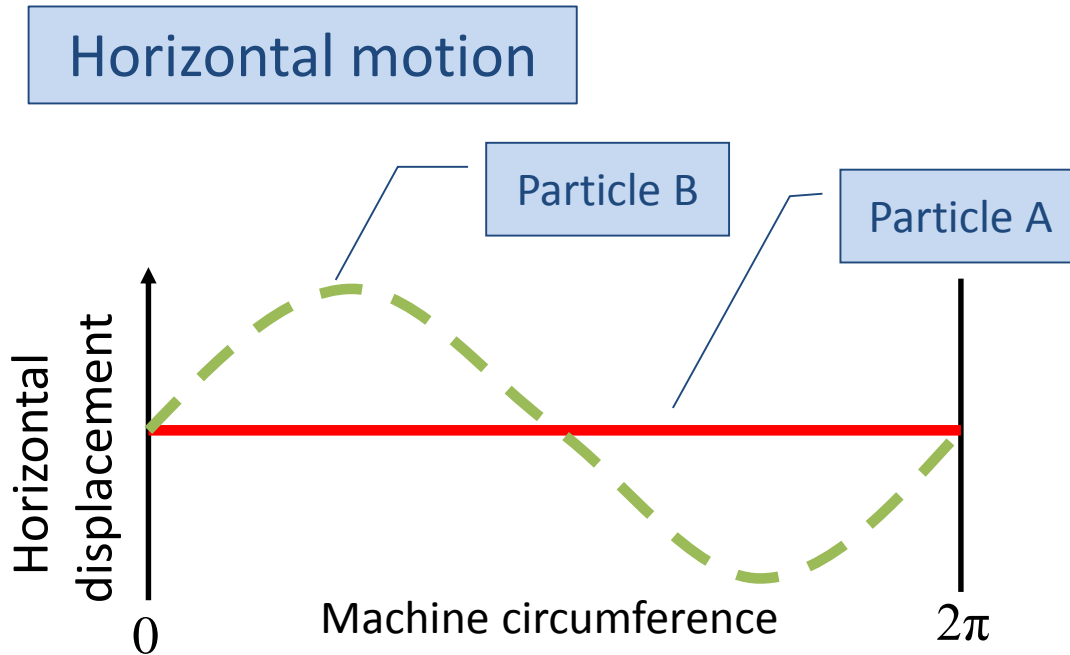 Horizontal motion
Particle B
Particle A
Horizontal
displacement
0
Machine circumference
2π